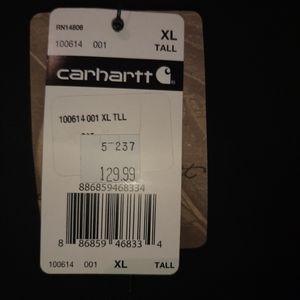 RN14806
XL
100614 001
TALL
carhartt
100614 001 XL TLL
5 237
129.99
886859468334
8 86859 46833 4
100614 001 XL TALL